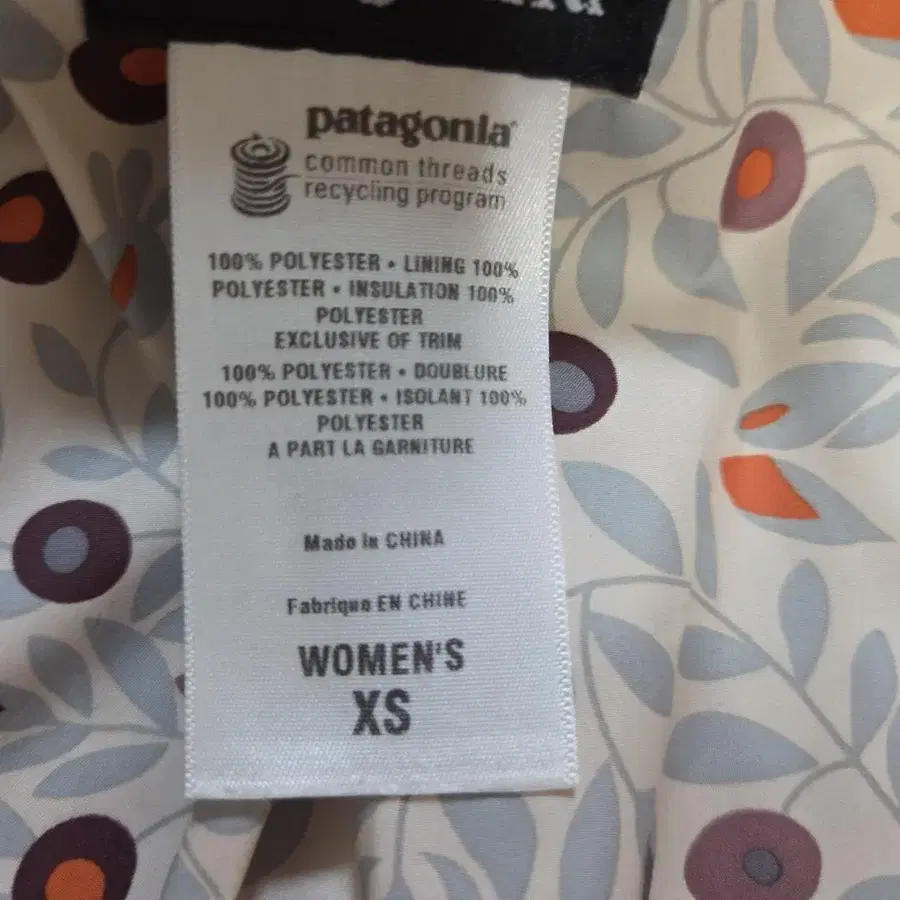 patagonia
common threads
recycling program
100% POLYESTER • LINING 100%
POLYESTER • INSULATION 100%
POLYESTER
EXCLUSIVE OF TRIM
100% POLYESTER • DOUBLURE
100% POLYESTER • ISOLANT 100%
POLYESTER
A PART LA GARNITURE
Made in CHINA
Fabrique EN CHINE
WOMEN'S
XS